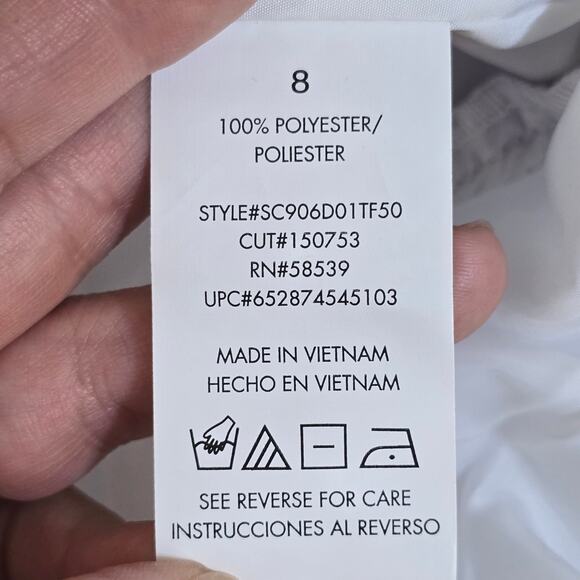 8
100% POLYESTER/
POLIESTER
STYLE#SC906D01TF50
CUT#150753
RN#58539
UPC#652874545103
MADE IN VIETNAM
HECHO EN VIETNAM
SEE REVERSE FOR CARE
INSTRUCCIONES AL REVERSO